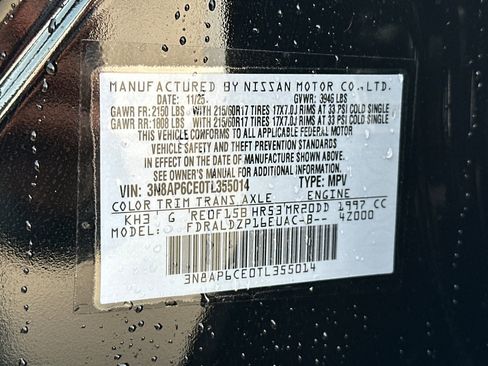 MANUFACTURED BY NISSAN MOTOR CO., LTD.
DATE: 11/25 GVWR: 3946 LBS
GAWR FR: 2150 LBS WITH 215/60R17 TIRES 17X7.0J RIMS AT 33 PSI COLD SINGLE
GAWR RR: 1808 LBS WITH 215/60R17 TIRES 17X7.0J RIMS AT 33 PSI COLD SINGLE
THIS VEHICLE CONFORMS TO ALL APPLICABLE FEDERAL MOTOR
VEHICLE SAFETY AND THEFT PREVENTION STANDARDS
IN EFFECT ON THE DATE OF MANUFACTURE SHOWN ABOVE.
SEE OWNER'S MANUAL FOR ADDITIONAL INFORMATION.
VIN: 3N8AP6CE0TL355014 TYPE: MPV
COLOR TRIM TRANS AXLE ENGINE
KH3 G RE0F15B HR53 MR20DD 1997 CC
MODEL: FDRALDZP16EUAC-B-- 4Z000
3N8AP6CE0TL355014